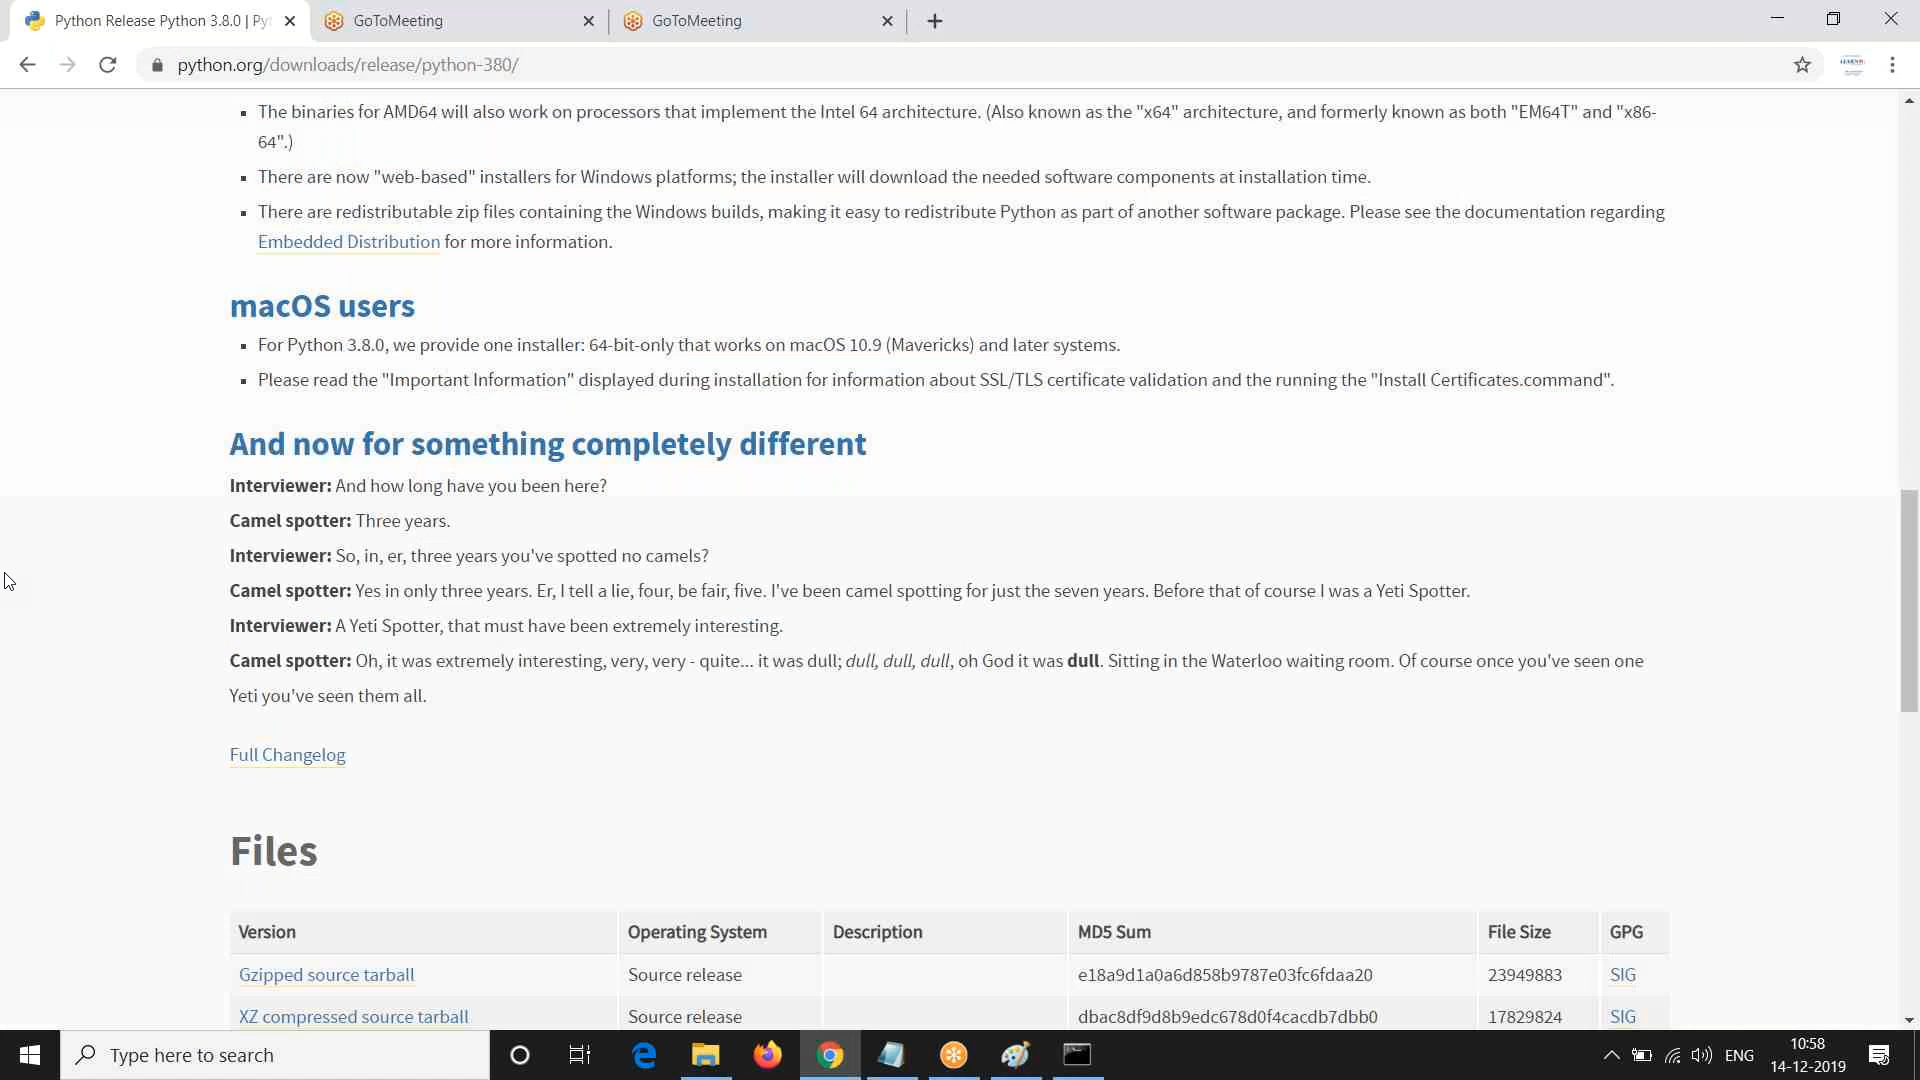 Python Release Python 3.8.0 | Py
GoToMeeting
GoToMeeting
python.org/downloads/release/python-380/
The binaries for AMD64 will also work on processors that implement the Intel 64 architecture. (Also known as the "x64" architecture, and formerly known as both "EM64T" and "x86-
64".)
There are now "web-based" installers for Windows platforms; the installer will download the needed software components at installation time.
There are redistributable zip files containing the Windows builds, making it easy to redistribute Python as part of another software package. Please see the documentation regarding
Embedded Distribution for more information.
macOS users
For Python 3.8.0, we provide one installer: 64-bit-only that works on macOS 10.9 (Mavericks) and later systems.
Please read the "Important Information" displayed during installation for information about SSL/TLS certificate validation and the running the "Install Certificates.command".
And now for something completely different
Interviewer: And how long have you been here?
Camel spotter: Three years.
Interviewer: So, in, er, three years you've spotted no camels?
Camel spotter: Yes in only three years. Er, I tell a lie, four, be fair, five. I've been camel spotting for just the seven years. Before that of course I was a Yeti Spotter.
Interviewer: A Yeti Spotter, that must have been extremely interesting.
Camel spotter: Oh, it was extremely interesting, very, very - quite... it was dull; dull, dull, dull, oh God it was dull. Sitting in the Waterloo waiting room. Of course once you've seen one
Yeti you've seen them all.
Full Changelog
Files
Version Operating System Description MD5 Sum File Size GPG
Gzipped source tarball Source release e18a9d1a0a6d858b9787e03fc6fdaa20 23949883 SIG
XZ compressed source tarball Source release dbac8df9d8b9edc678d0f4cacdb7dbb0 17829824 SIG
Type here to search
ENG
10:58
14-12-2019